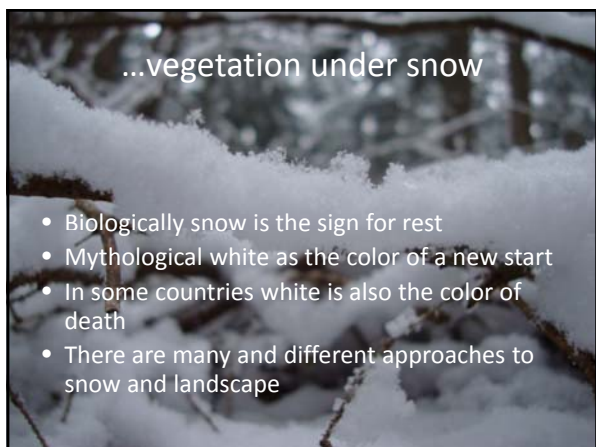 …vegetation under snow
• Biologically snow is the sign for rest
• Mythological white as the color of a new start
• In some countries white is also the color of
death
• There are many and different approaches to
snow and landscape